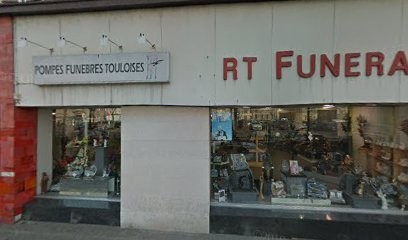 POMPES FUNEBRES TOULOISES
RT FUNERA